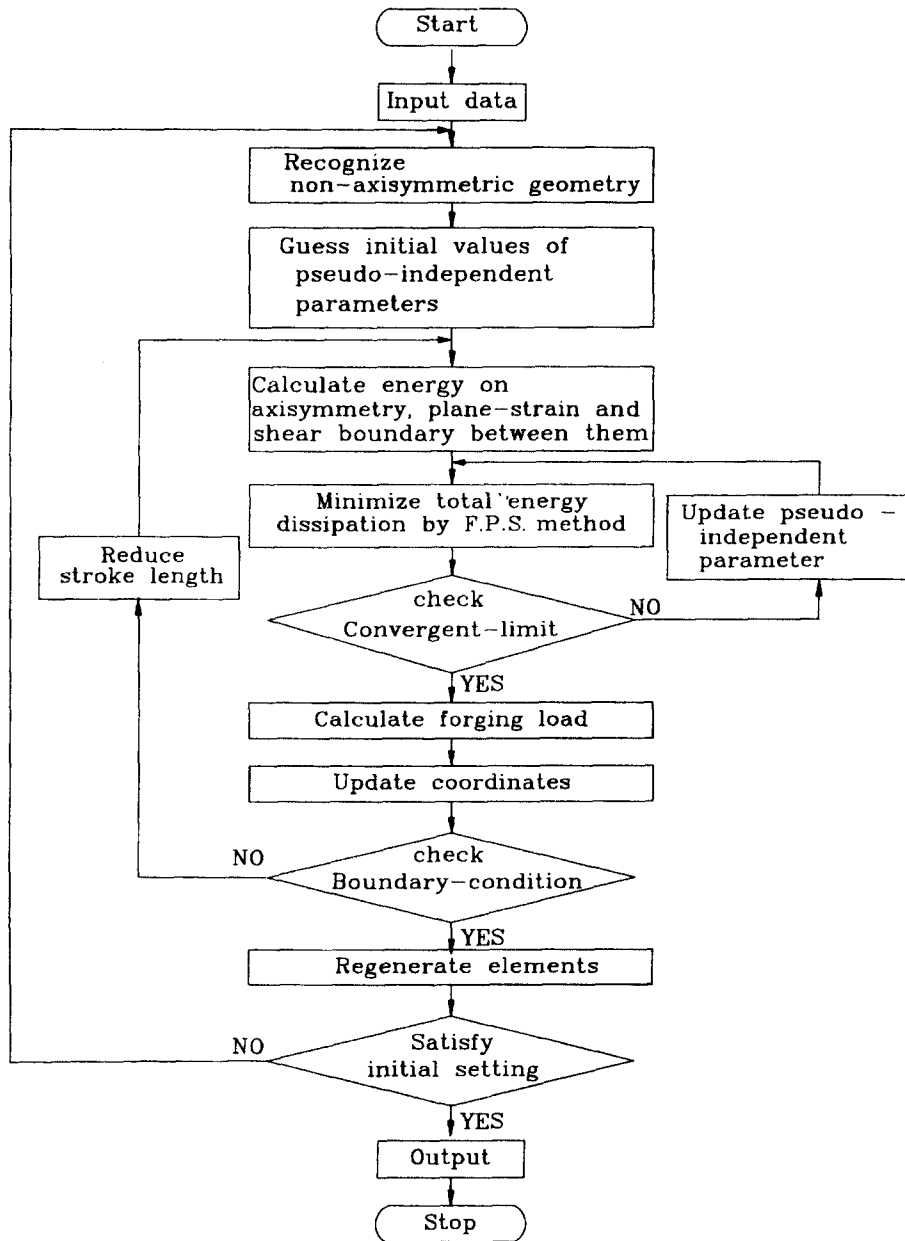 Start
Input data
Recognize
non-axisymmetric geometry
Guess initial values of
pseudo-independent
parameters
Calculate energy on
axisymmetry, plane-strain and
shear boundary between them
Minimize total energy
dissipation by F.P.S. method
Update pseudo -
independent
parameter
Reduce
stroke length
check
Convergent-limit
NO
YES
Calculate forging load
Update coordinates
check
Boundary-condition
NO
YES
Regenerate elements
Satisfy
initial setting
NO
YES
Output
Stop